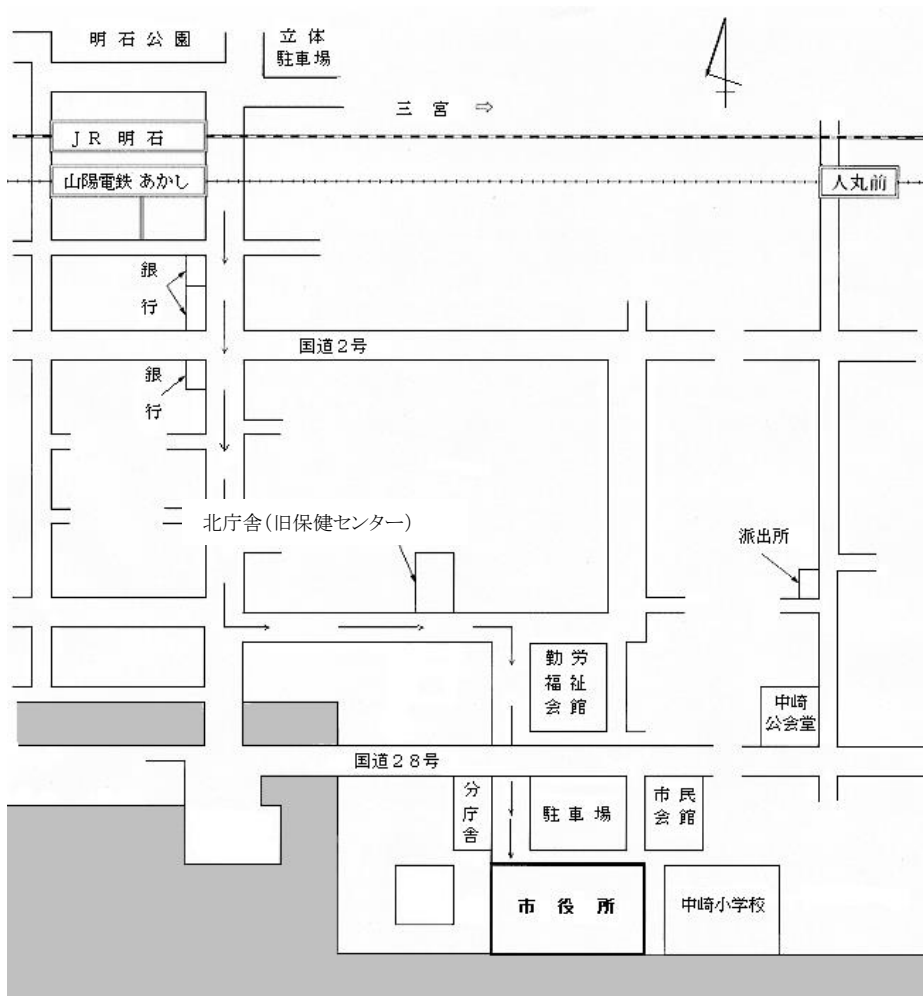 明石公園
立体
駐車場
三宮 ⇨
JR 明石
山陽電鉄 あかし
人丸前
銀
行
国道2号
銀
行
北庁舎(旧保健センター)
派出所
勤労
福祉
会館
中崎
公会堂
国道28号
分
庁
舎
駐車場
市民
会館
市役所
中崎小学校